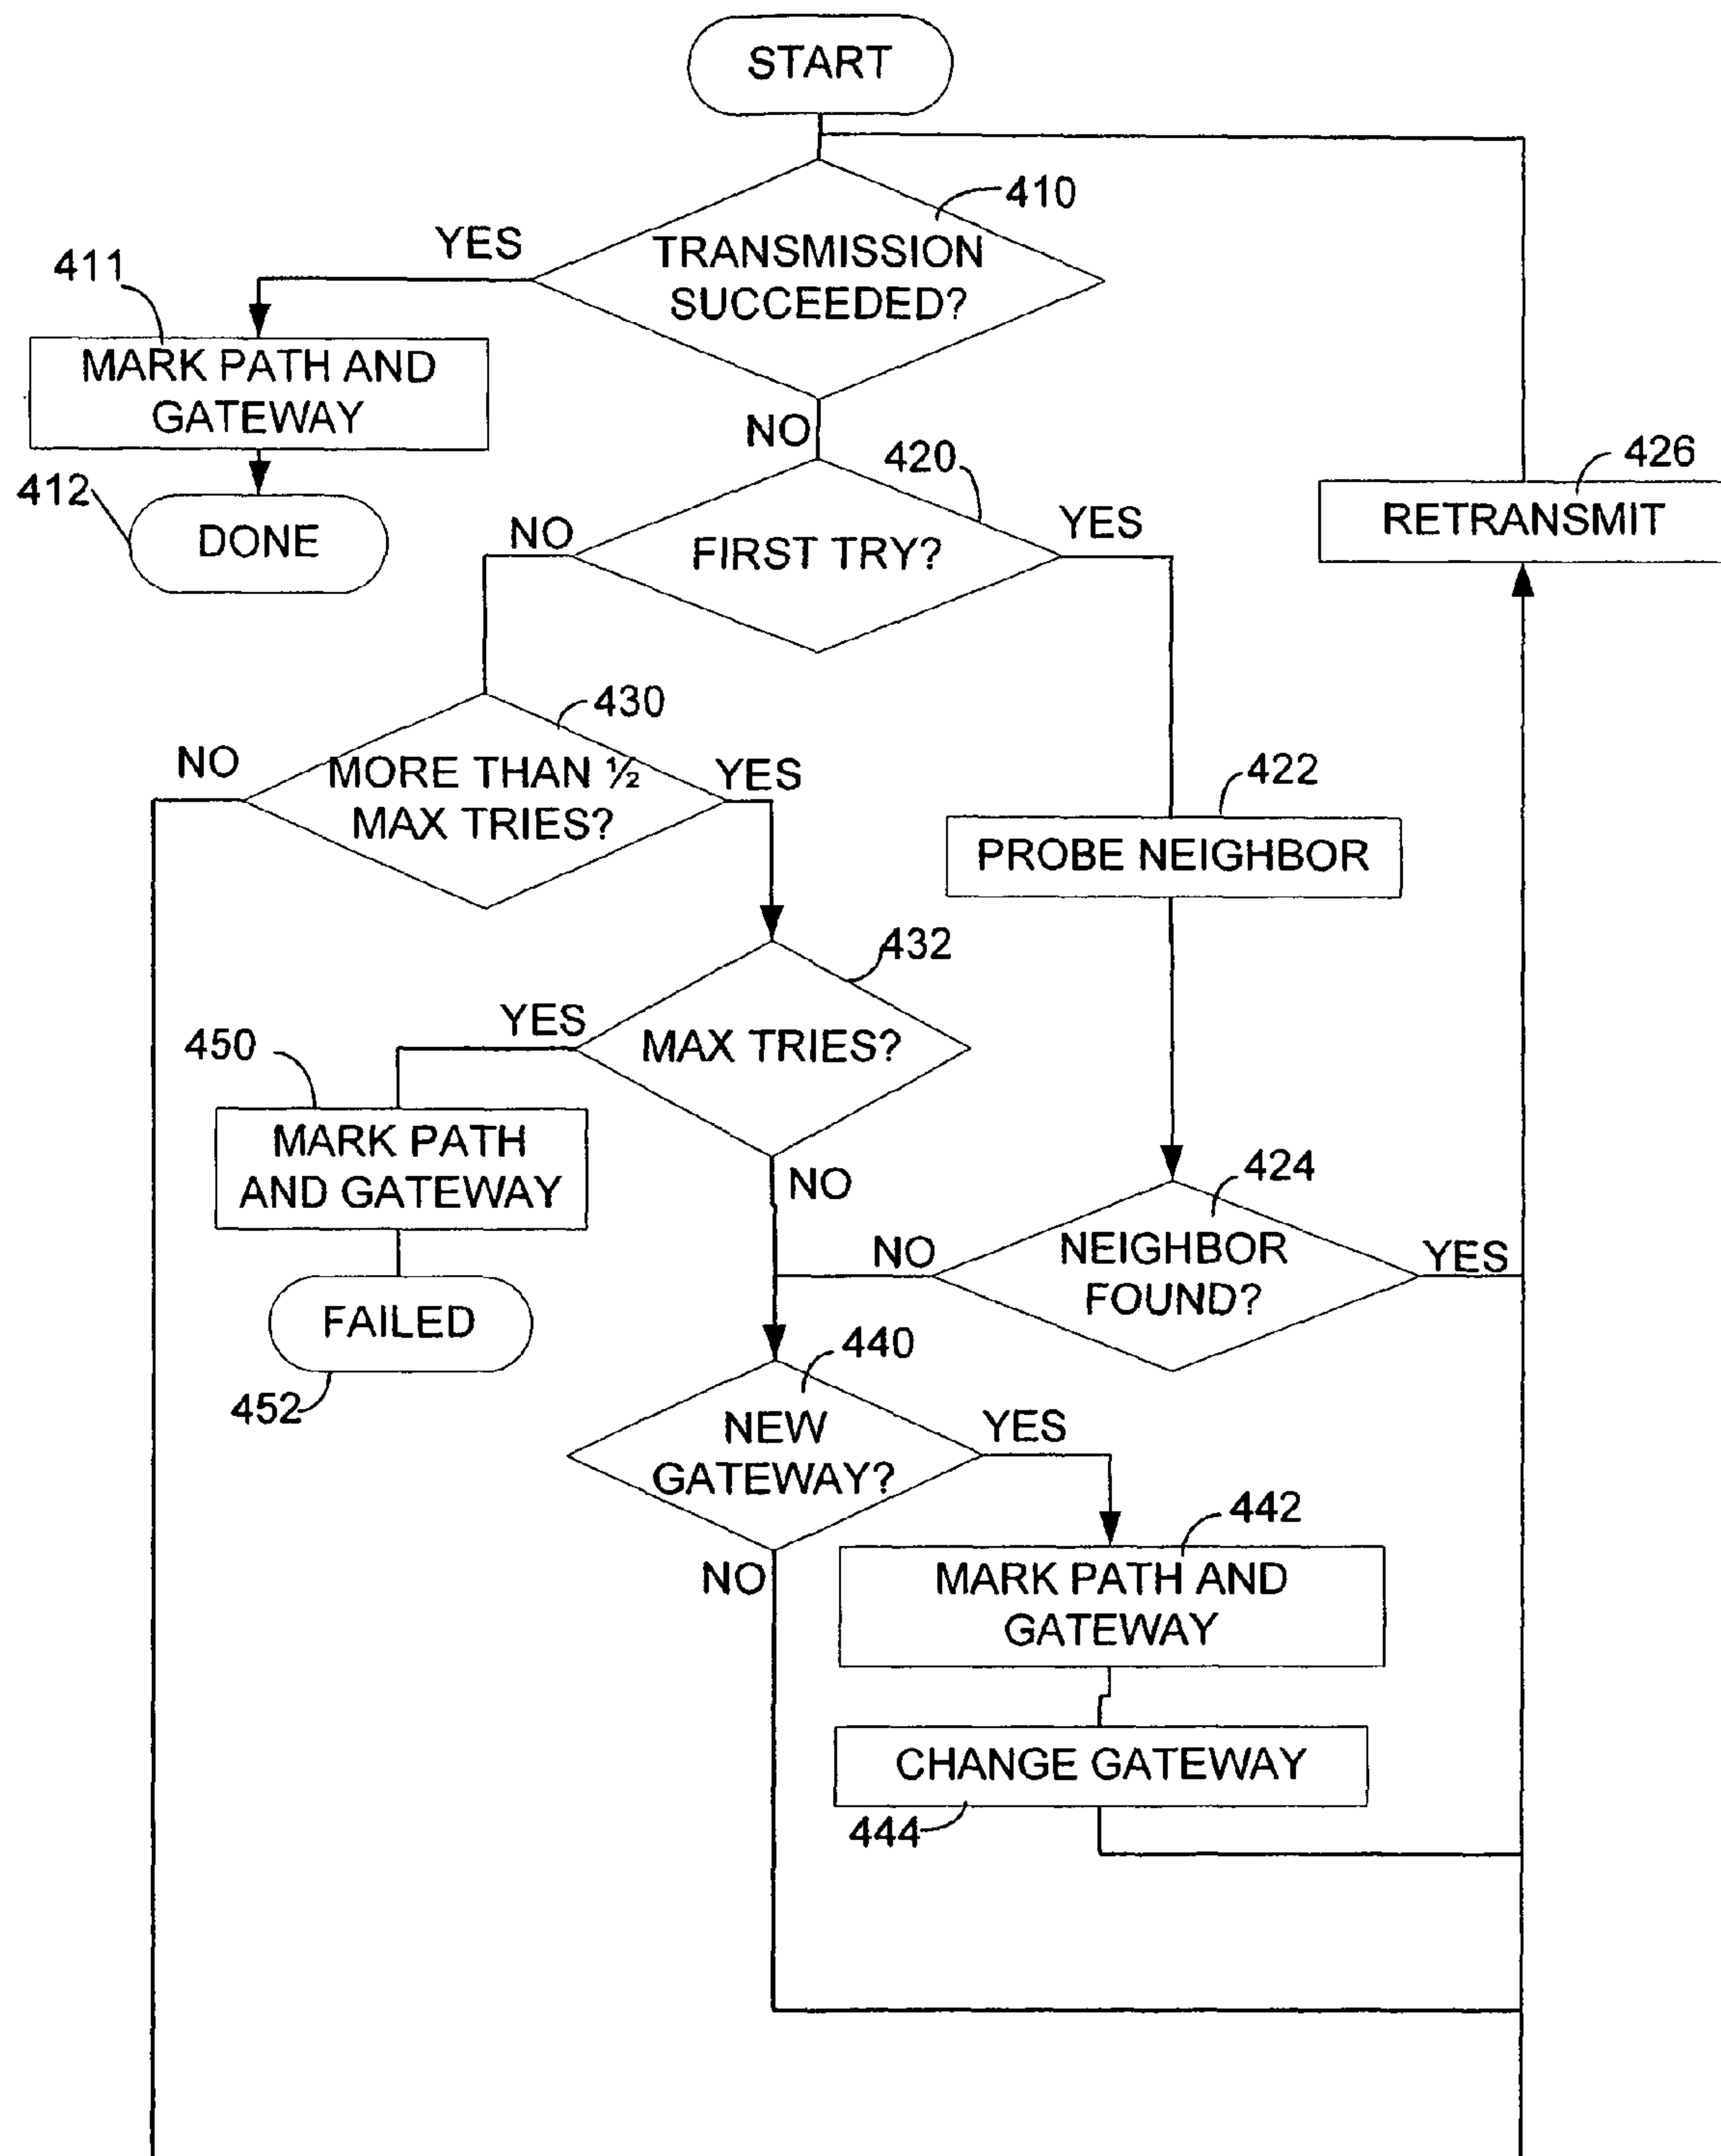 START
410
TRANSMISSION
SUCCEEDED?
YES
NO
411
MARK PATH AND
GATEWAY
412
DONE
420
FIRST TRY?
NO
YES
426
RETRANSMIT
430
MORE THAN ½
MAX TRIES?
NO
YES
422
PROBE NEIGHBOR
432
MAX TRIES?
YES
NO
450
MARK PATH
AND GATEWAY
FAILED
452
424
NEIGHBOR
FOUND?
NO
YES
440
NEW
GATEWAY?
YES
NO
442
MARK PATH AND
GATEWAY
CHANGE GATEWAY
444